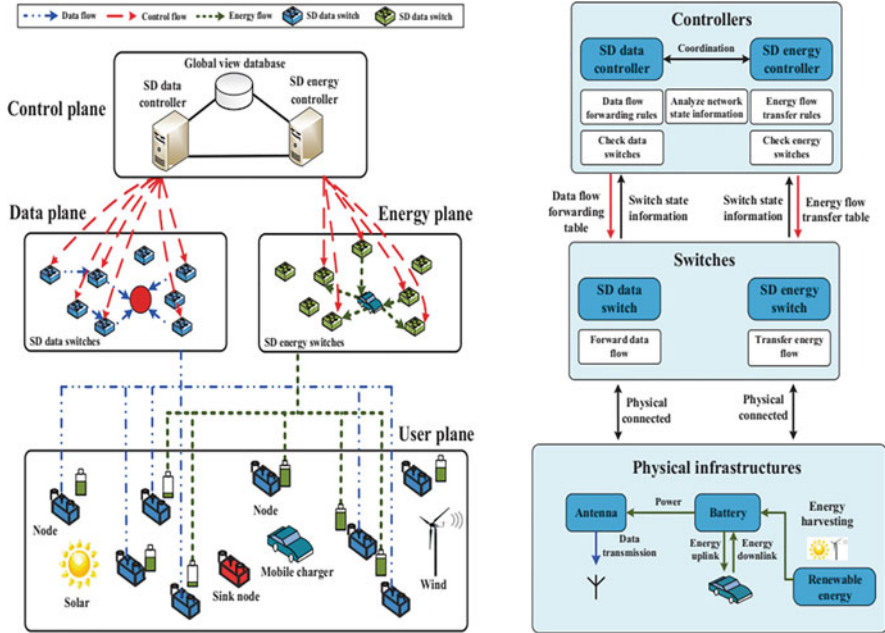 Data flow
Control flow
Energy flow
SD data switch
SD data switch
Control plane
Global view database
SD data
controller
SD energy
controller
Data plane
Energy plane
SD data switches
SD energy switches
User plane
Node
Node
Solar
Sink node
Mobile charger
Wind
Controllers
SD data
controller
Coordination
SD energy
controller
Data flow
forwarding rules
Analyze network
state information
Energy flow
transfer rules
Check data
switches
Check energy
switches
Data flow
forwarding
table
Switch state
information
Switch state
information
Energy flow
transfer table
Switches
SD data
switch
SD energy
switch
Forward data
flow
Transfer energy
flow
Physical
connected
Physical
connected
Physical infrastructures
Antenna
Power
Battery
Energy
harvesting
Data
transmission
Energy
uplink
Energy
downlink
Renewable
energy